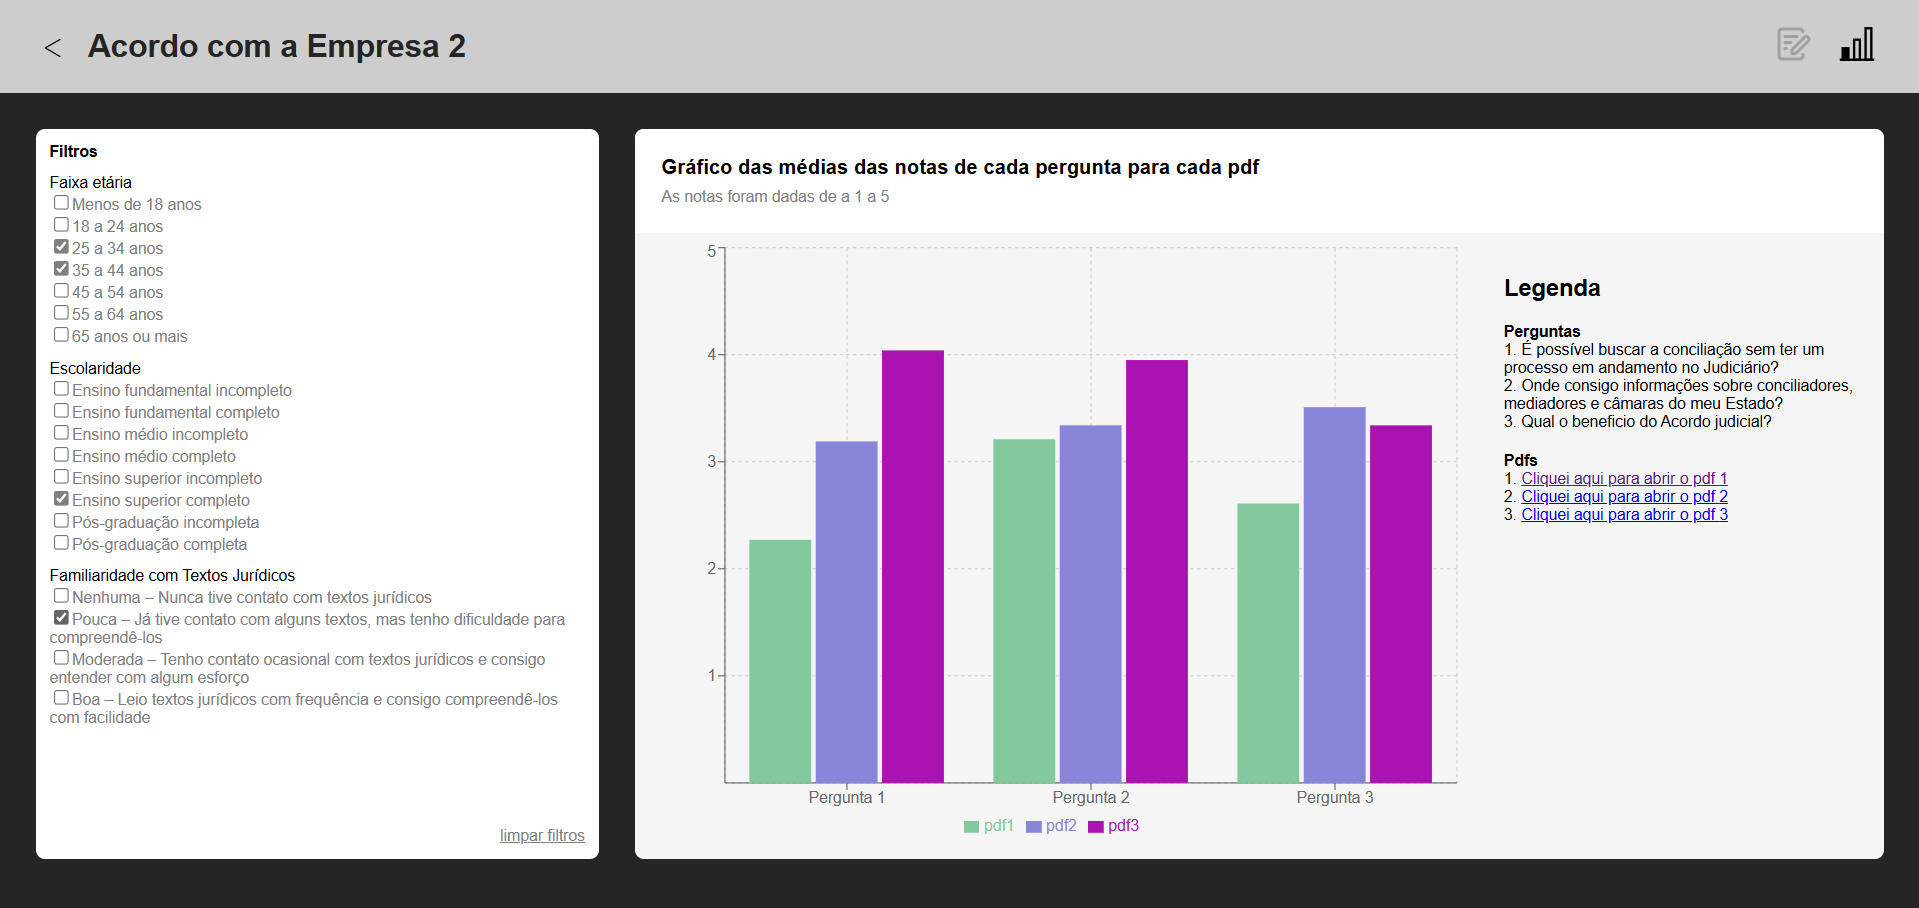 < Acordo com a Empresa 2
Filtros
Faixa etária
Menos de 18 anos
18 a 24 anos
25 a 34 anos
35 a 44 anos
45 a 54 anos
55 a 64 anos
65 anos ou mais
Escolaridade
Ensino fundamental incompleto
Ensino fundamental completo
Ensino médio incompleto
Ensino médio completo
Ensino superior incompleto
Ensino superior completo
Pós-graduação incompleta
Pós-graduação completa
Familiaridade com Textos Jurídicos
Nenhuma – Nunca tive contato com textos jurídicos
Pouca – Já tive contato com alguns textos, mas tenho dificuldade para
compreendê-los
Moderada – Tenho contato ocasional com textos jurídicos e consigo
entender com algum esforço
Boa – Leio textos jurídicos com frequência e consigo compreendê-los
com facilidade
limpar filtros
Gráfico das médias das notas de cada pergunta para cada pdf
As notas foram dadas de a 1 a 5
5
4
3
2
1
Pergunta 1
Pergunta 2
Pergunta 3
pdf1
pdf2
pdf3
Legenda
Perguntas
1. É possível buscar a conciliação sem ter um
processo em andamento no Judiciário?
2. Onde consigo informações sobre conciliadores,
mediadores e câmaras do meu Estado?
3. Qual o beneficio do Acordo judicial?
Pdfs
1. Cliquei aqui para abrir o pdf 1
2. Cliquei aqui para abrir o pdf 2
3. Cliquei aqui para abrir o pdf 3